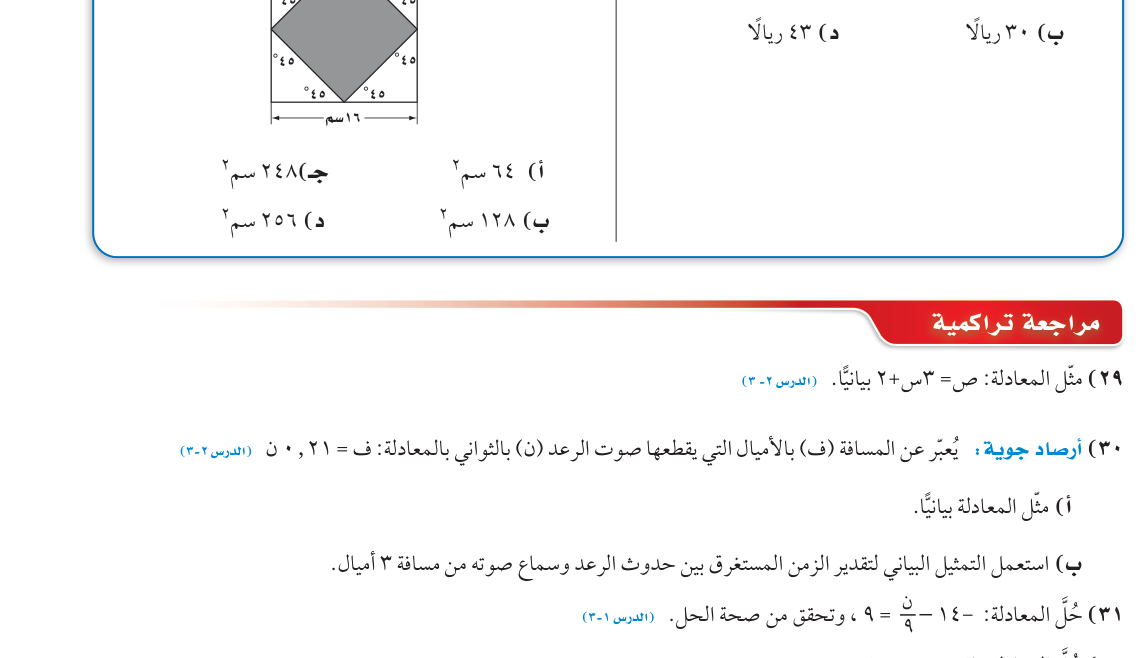 ب) ٣٠ ريالًا
د) ٤٣ ريالًا
٤٥° ٤٥°
٤٥° ٤٥°
١٦سم
أ) ٦٤ سم٢
جـ) ٢٤٨ سم٢
ب) ١٢٨ سم٢
د) ٢٥٦ سم٢
مراجعة تراكمية
٢٩) مثّل المعادلة: ص= ٣س+٢ بيانيًّا. (الدرس ٢-٣)
٣٠) أرصاد جوية: يُعبّر عن المسافة (ف) بالأميال التي يقطعها صوت الرعد (ن) بالثواني بالمعادلة: ف = ٠,٢١ ن (الدرس ٢-٣)
أ) مثّل المعادلة بيانيًّا.
ب) استعمل التمثيل البياني لتقدير الزمن المستغرق بين حدوث الرعد وسماع صوته من مسافة ٣ أميال.
٣١) حُلَّ المعادلة: -١٤ - ن/٩ = ٩ ، وتحقق من صحة الحل. (الدرس ١-٣)